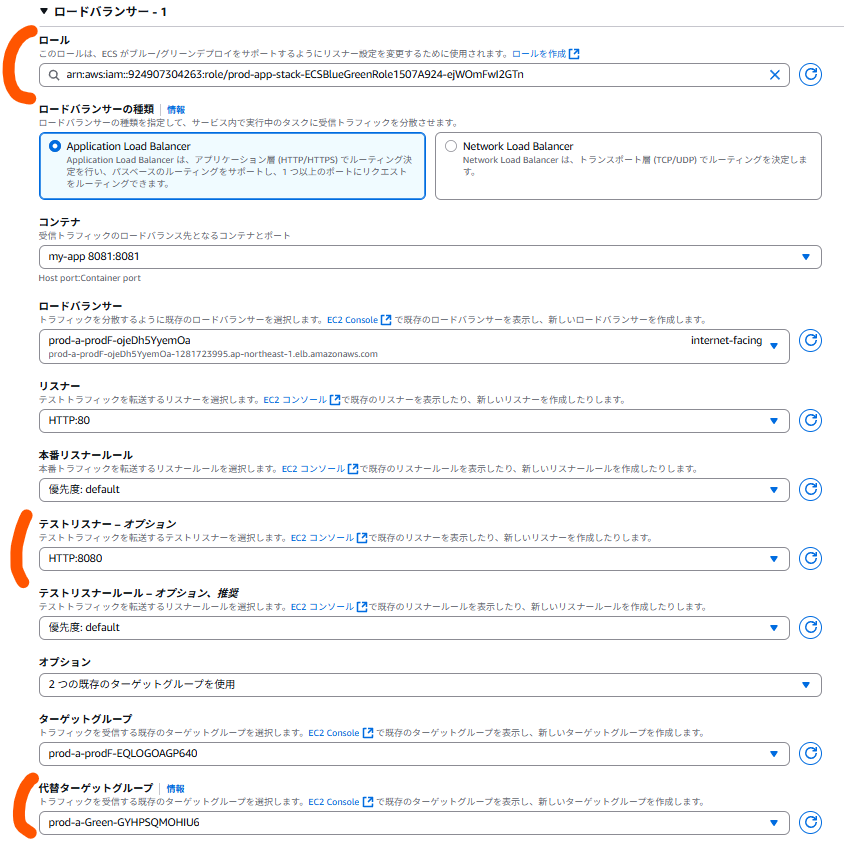 ▼ ロードバランサー - 1
ロール
このロールは、ECS がブルー/グリーンデプロイをサポートするようにリスナー設定を変更するために使用されます。ロールを作成
arn:aws:iam::924907304263:role/prod-app-stack-ECSBlueGreenRole1507A924-ejWOmFwI2GTn
ロードバランサーの種類 | 情報
ロードバランサーの種類を指定して、サービス内で実行中のタスクに受信トラフィックを分散させます。
Application Load Balancer
Application Load Balancer は、アプリケーション層 (HTTP/HTTPS) でルーティング決
定を行い、パスベースのルーティングをサポートし、1 つ以上のポートにリクエスト
をルーティングできます。
Network Load Balancer
Network Load Balancer は、トランスポート層 (TCP/UDP) でルーティングを決定しま
す。
コンテナ
受信トラフィックのロードバランス先となるコンテナとポート
my-app 8081:8081
Host port:Container port
ロードバランサー
トラフィックを分散するように既存のロードバランサーを選択します。EC2 Console で既存のロードバランサーを表示し、新しいロードバランサーを作成します。
prod-a-prodF-ojeDh5YyemOa
internet-facing
prod-a-prodF-ojeDh5YyemOa-1281723995.ap-northeast-1.elb.amazonaws.com
リスナー
テストトラフィックを転送するリスナーを選択します。EC2 コンソール で既存のリスナーを表示したり、新しいリスナーを作成したりします。
HTTP:80
本番リスナールール
本番トラフィックを転送するリスナールールを選択します。EC2 コンソール で既存のリスナールールを表示したり、新しいリスナールールを作成したりします。
優先度: default
テストリスナー – オプション
テストトラフィックを転送するテストリスナーを選択します。EC2 コンソール で既存のリスナーを表示したり、新しいリスナーを作成したりします。
HTTP:8080
テストリスナールール – オプション、推奨
テストトラフィックを転送するリスナールールを選択します。EC2 コンソール で既存のリスナールールを表示したり、新しいリスナールールを作成したりします。
優先度: default
オプション
2 つの既存のターゲットグループを使用
ターゲットグループ
トラフィックを受信する既存のターゲットグループを選択します。EC2 Console で既存のターゲットグループを表示し、新しいターゲットグループを作成します。
prod-a-prodF-EQLOGOAGP640
代替ターゲットグループ | 情報
トラフィックを受信する既存のターゲットグループを選択します。EC2 Console で既存のターゲットグループを表示し、新しいターゲットグループを作成します。
prod-a-Green-GYHPSQMOHIU6